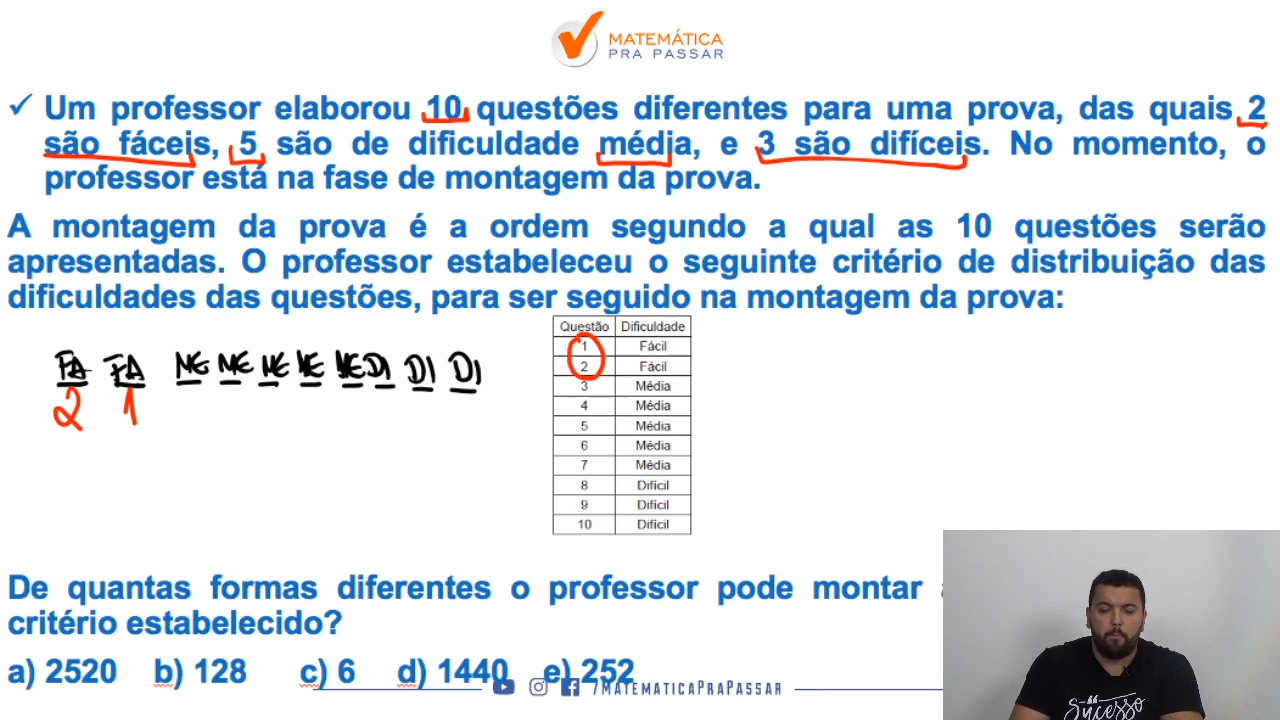 MATEMÁTICA
PRA PASSAR
✓ Um professor elaborou 10 questões diferentes para uma prova, das quais 2
são fáceis, 5 são de dificuldade média, e 3 são difíceis. No momento, o
professor está na fase de montagem da prova.
A montagem da prova é a ordem segundo a qual as 10 questões serão
apresentadas. O professor estabeleceu o seguinte critério de distribuição das
dificuldades das questões, para ser seguido na montagem da prova:
Questão Dificuldade
1 Fácil
2 Fácil
3 Média
4 Média
5 Média
6 Média
7 Média
8 Difícil
9 Difícil
10 Difícil
FA FA ME ME ME ME ME DI DI DI
2 1
De quantas formas diferentes o professor pode montar
critério estabelecido?
a) 2520 b) 128 c) 6 d) 1440 e) 252
/MATEMATICAPRAPASSAR
Sucesso